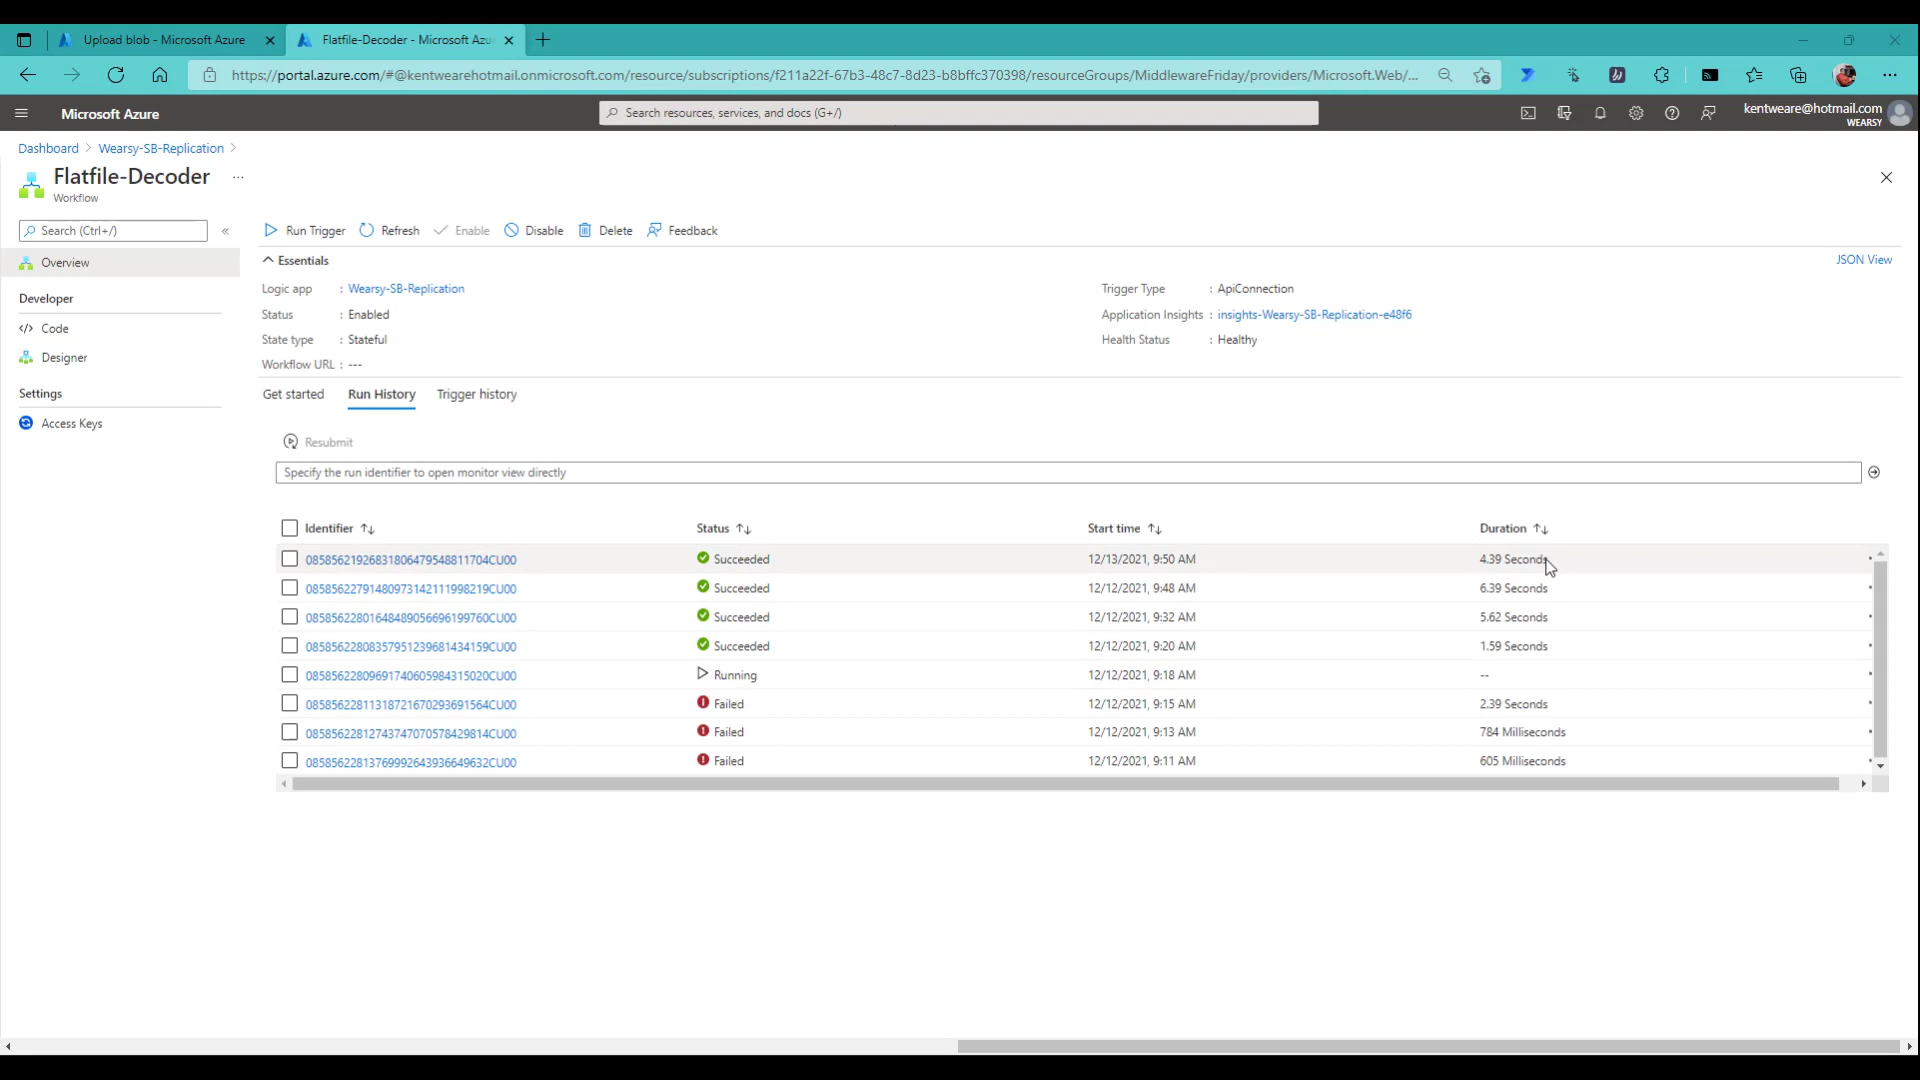 Upload blob - Microsoft Azure
Flatfile-Decoder - Microsoft Azu
https://portal.azure.com/#@kentwearehotmail.onmicrosoft.com/resource/subscriptions/f211a22f-67b3-48c7-8d23-b8bffc370398/resourceGroups/MiddlewareFriday/providers/Microsoft.Web/...
Microsoft Azure
Search resources, services, and docs (G+/)
kentweare@hotmail.com
WEARSY
Dashboard > Wearsy-SB-Replication >
Flatfile-Decoder ...
Workflow
Search (Ctrl+/) «
Run Trigger Refresh Enable Disable Delete Feedback
Overview
Developer
Code
Designer
Settings
Access Keys
Essentials
JSON View
Logic app : Wearsy-SB-Replication
Trigger Type : ApiConnection
Status : Enabled
Application Insights : insights-Wearsy-SB-Replication-e48f6
State type : Stateful
Health Status : Healthy
Workflow URL : ---
Get started Run History Trigger history
Resubmit
Specify the run identifier to open monitor view directly
Identifier Status Start time Duration
08585621926831806479548811704CU00 Succeeded 12/13/2021, 9:50 AM 4.39 Seconds
08585622791480973142111998219CU00 Succeeded 12/12/2021, 9:48 AM 6.39 Seconds
08585622801648489056696199760CU00 Succeeded 12/12/2021, 9:32 AM 5.62 Seconds
08585622808357951239681434159CU00 Succeeded 12/12/2021, 9:20 AM 1.59 Seconds
08585622809691740605984315020CU00 Running 12/12/2021, 9:18 AM --
08585622811318721670293691564CU00 Failed 12/12/2021, 9:15 AM 2.39 Seconds
08585622812743747070578429814CU00 Failed 12/12/2021, 9:13 AM 784 Milliseconds
08585622813769992643936649632CU00 Failed 12/12/2021, 9:11 AM 605 Milliseconds